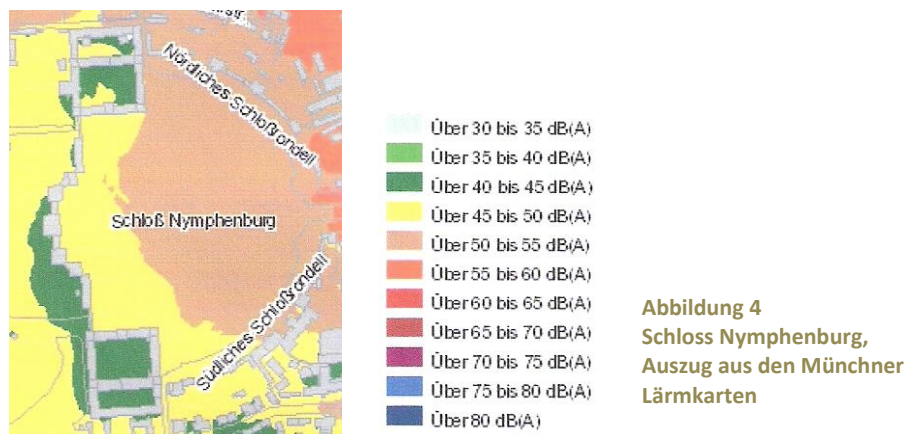 Nördliches Schloßrondell
Schloß Nymphenburg
Südliches Schloßrondell
Über 30 bis 35 dB(A)
Über 35 bis 40 dB(A)
Über 40 bis 45 dB(A)
Über 45 bis 50 dB(A)
Über 50 bis 55 dB(A)
Über 55 bis 60 dB(A)
Über 60 bis 65 dB(A)
Über 65 bis 70 dB(A)
Über 70 bis 75 dB(A)
Über 75 bis 80 dB(A)
Über 80 dB(A)
Abbildung 4
Schloss Nymphenburg,
Auszug aus den Münchner
Lärmkarten